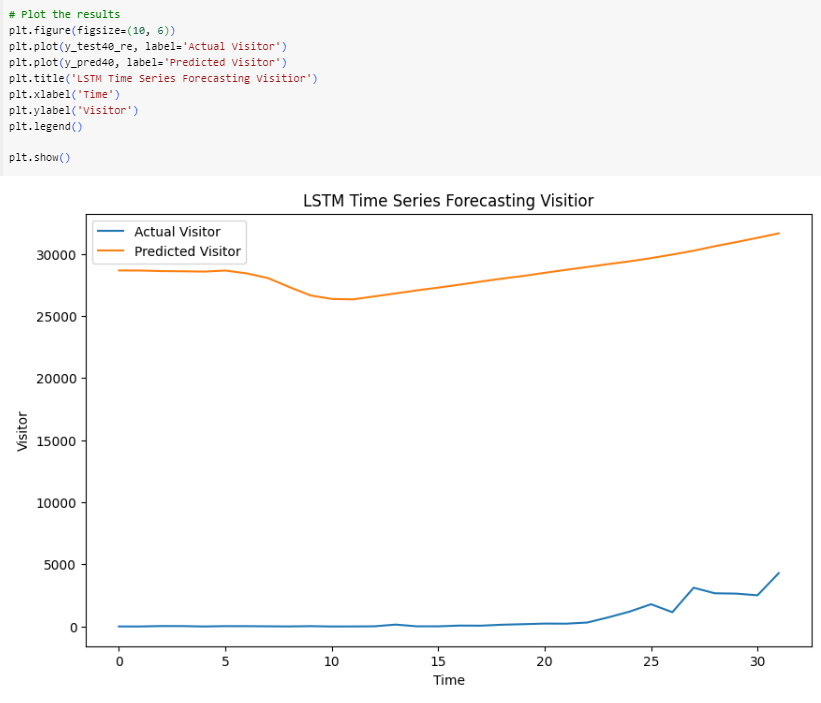 # Plot the results
plt.figure(figsize=(10, 6))
plt.plot(y_test40_re, label='Actual Visitor')
plt.plot(y_pred40, label='Predicted Visitor')
plt.title('LSTM Time Series Forecasting Visitior')
plt.xlabel('Time')
plt.ylabel('Visitor')
plt.legend()
plt.show()
LSTM Time Series Forecasting Visitior
Actual Visitor
Predicted Visitor
30000
25000
20000
15000
10000
5000
0
Visitor
0 5 10 15 20 25 30
Time